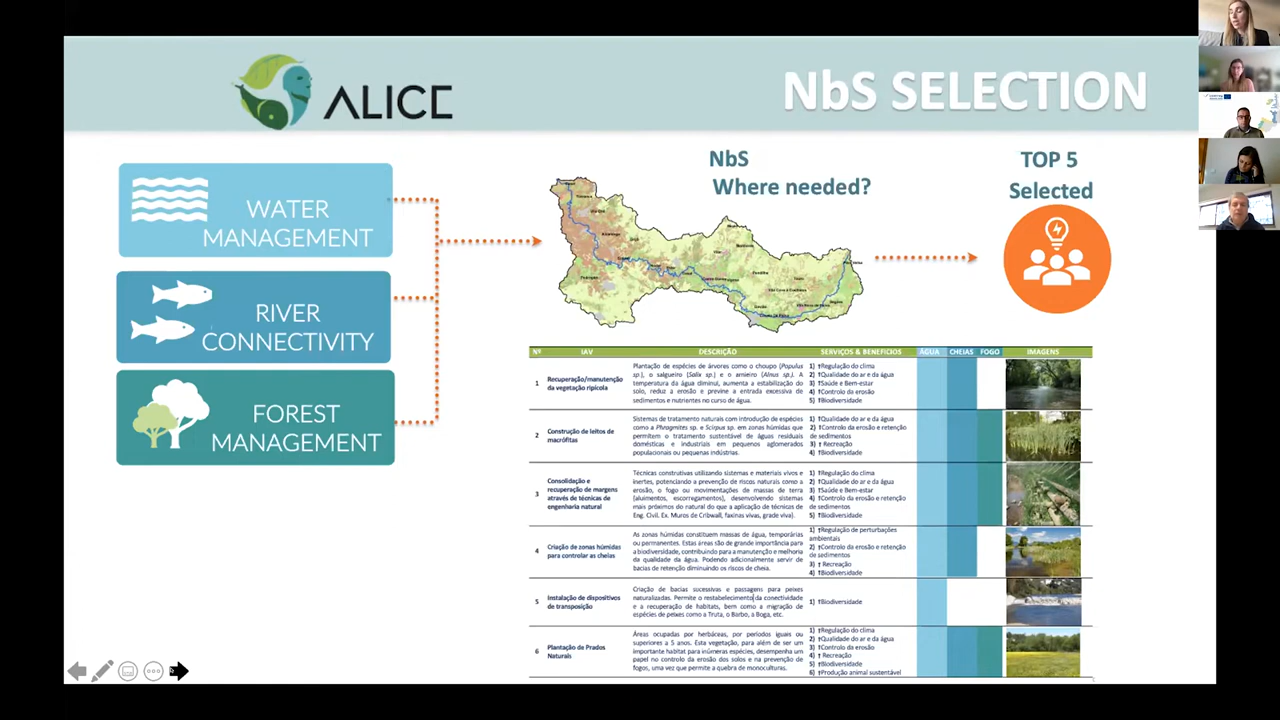 ALICE
NbS SELECTION
WATER
MANAGEMENT
RIVER
CONNECTIVITY
FOREST
MANAGEMENT
NbS
Where needed?
TOP 5
Selected
Nº IAV DESCRIÇÃO SERVIÇOS & BENEFÍCIOS ÁGUA CHEIAS FOGO IMAGENS
1
Recuperação/manutenção
da vegetação ripícola
Plantação de espécies de árvores como o choupo (Populus
sp.), o salgueiro (Salix sp.) e o amieiro (Alnus sp.). A
temperatura da água diminui, aumenta a estabilização do
solo, reduz a erosão e previne a entrada excessiva de
sedimentos e nutrientes no curso de água.
1) ↑Regulação do clima
2) ↑Qualidade do ar e da água
3) ↑Saúde e Bem-estar
4) ↑Controlo da erosão
5) ↑Biodiversidade
2
Construção de leitos de
macrófitas
Sistemas de tratamento naturais com introdução de espécies
como a Phragmites sp. e Scirpus sp. em zonas húmidas que
permitem o tratamento sustentável de águas residuais
domésticas e industriais em pequenos aglomerados
populacionais ou pequenas indústrias.
1) ↑Qualidade do ar e da água
2) ↑Controlo da erosão e retenção
de sedimentos
3) ↑ Recreação
4) ↑Biodiversidade
3
Consolidação e
recuperação de margens
através de técnicas de
engenharia natural
Técnicas construtivas utilizando sistemas e materiais vivos e
inertes, potenciando a prevenção de riscos naturais como a
erosão, o fogo ou movimentações de massas de terra
(aluimentos, escorregamentos), desenvolvendo sistemas
mais próximos do natural do que a aplicação de técnicas de
Eng. Civil. Ex. Muros de Cribwall, faxinas vivas, grade viva).
1) ↑Regulação do clima
2) ↑Qualidade do ar e da água
3) ↑Saúde e Bem-estar
4) ↑Controlo da erosão e retenção
de sedimentos
5) ↑Biodiversidade
4
Criação de zonas húmidas
para controlar as cheias
As zonas húmidas constituem massas de água, temporárias
ou permanentes. Estas áreas são de grande importância para
a biodiversidade, contribuindo para a manutenção e melhoria
da qualidade da água. Podendo adicionalmente servir de
bacias de retenção diminuindo os riscos de cheia.
1) ↑Regulação de perturbações
ambientais
2) ↑Controlo da erosão e retenção
de sedimentos
3) ↑ Recreação
4) ↑Biodiversidade
5
Instalação de dispositivos
de transposição
Criação de bacias sucessivas e passagens para peixes
naturalizadas. Permite o restabelecimento da conectividade
e a recuperação de habitats, bem como a migração de
espécies de peixes como a Truta, o Barbo, a Boga, etc.
1) ↑Biodiversidade
6
Plantação de Prados
Naturais
Áreas ocupadas por herbáceas, por períodos iguais ou
superiores a 5 anos. Esta vegetação, para além de ser um
importante habitat para inúmeras espécies, desempenha um
papel no controlo da erosão dos solos e na prevenção de
fogos, uma vez que permite a quebra de monoculturas.
1) ↑Regulação do clima
2) ↑Qualidade do ar e da água
3) ↑Controlo da erosão
4) ↑ Recreação
5) ↑Biodiversidade
6) ↑Produção animal sustentável